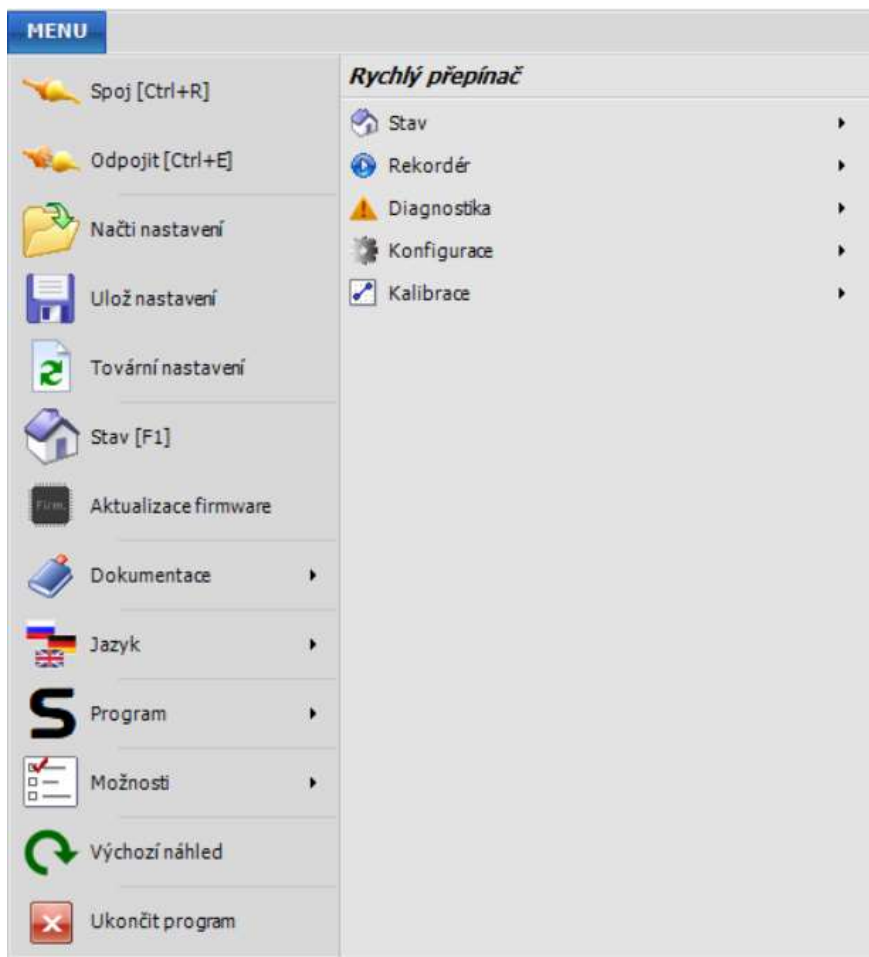 MENU
Spoj [Ctrl+R]
Odpojit [Ctrl+E]
Načti nastavení
Ulož nastavení
Tovární nastavení
Stav [F1]
Firm.
Aktualizace firmware
Dokumentace
Jazyk
S
Program
Možnosti
Výchozí náhled
Ukončit program
Rychlý přepínač
Stav
Rekordér
Diagnostika
Konfigurace
Kalibrace